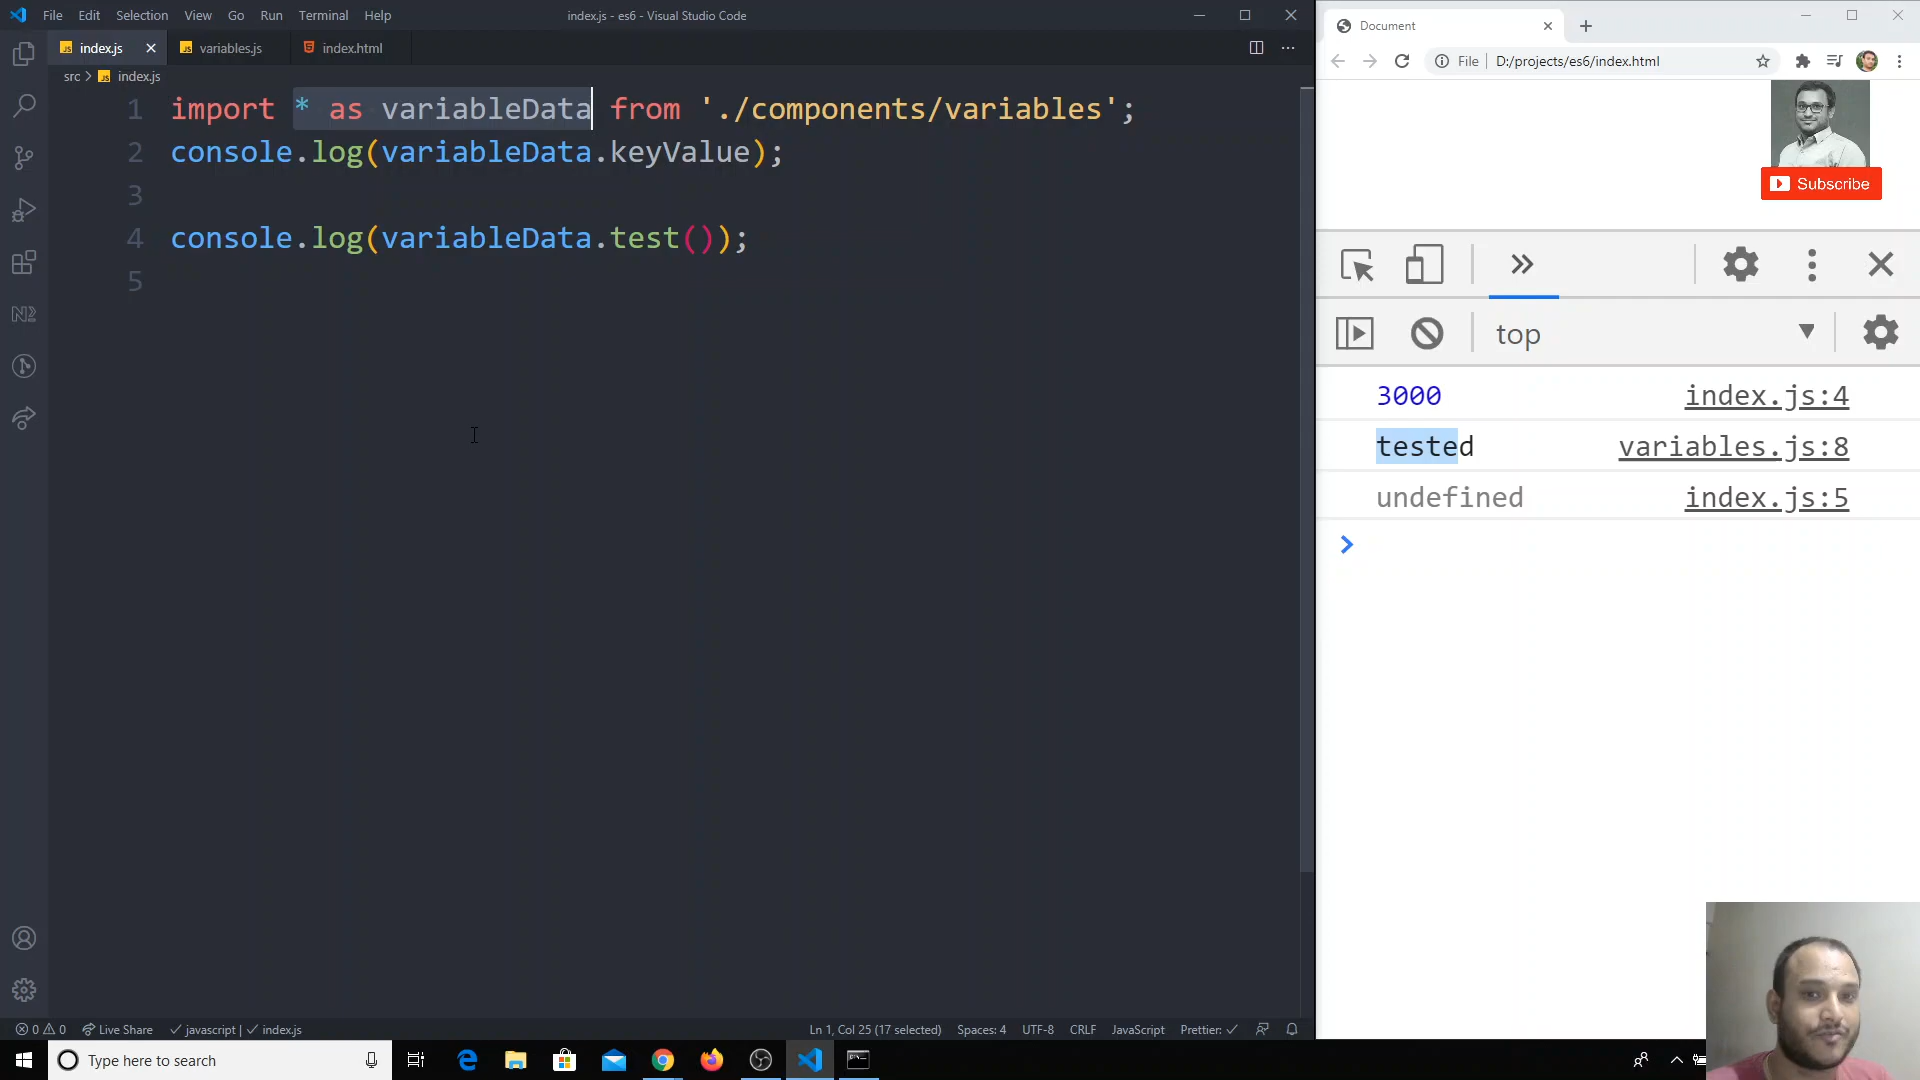 File Edit Selection View Go Run Terminal Help
index.js - es6 - Visual Studio Code
JS index.js
JS variables.js
index.html
src > JS index.js
1 import * as variableData from './components/variables';
2 console.log(variableData.keyValue);
3
4 console.log(variableData.test());
5
0 0 Live Share javascript | index.js
Ln 1, Col 25 (17 selected) Spaces: 4 UTF-8 CRLF JavaScript Prettier:
Type here to search
Document
File D:/projects/es6/index.html
Subscribe
top
3000 index.js:4
tested variables.js:8
undefined index.js:5